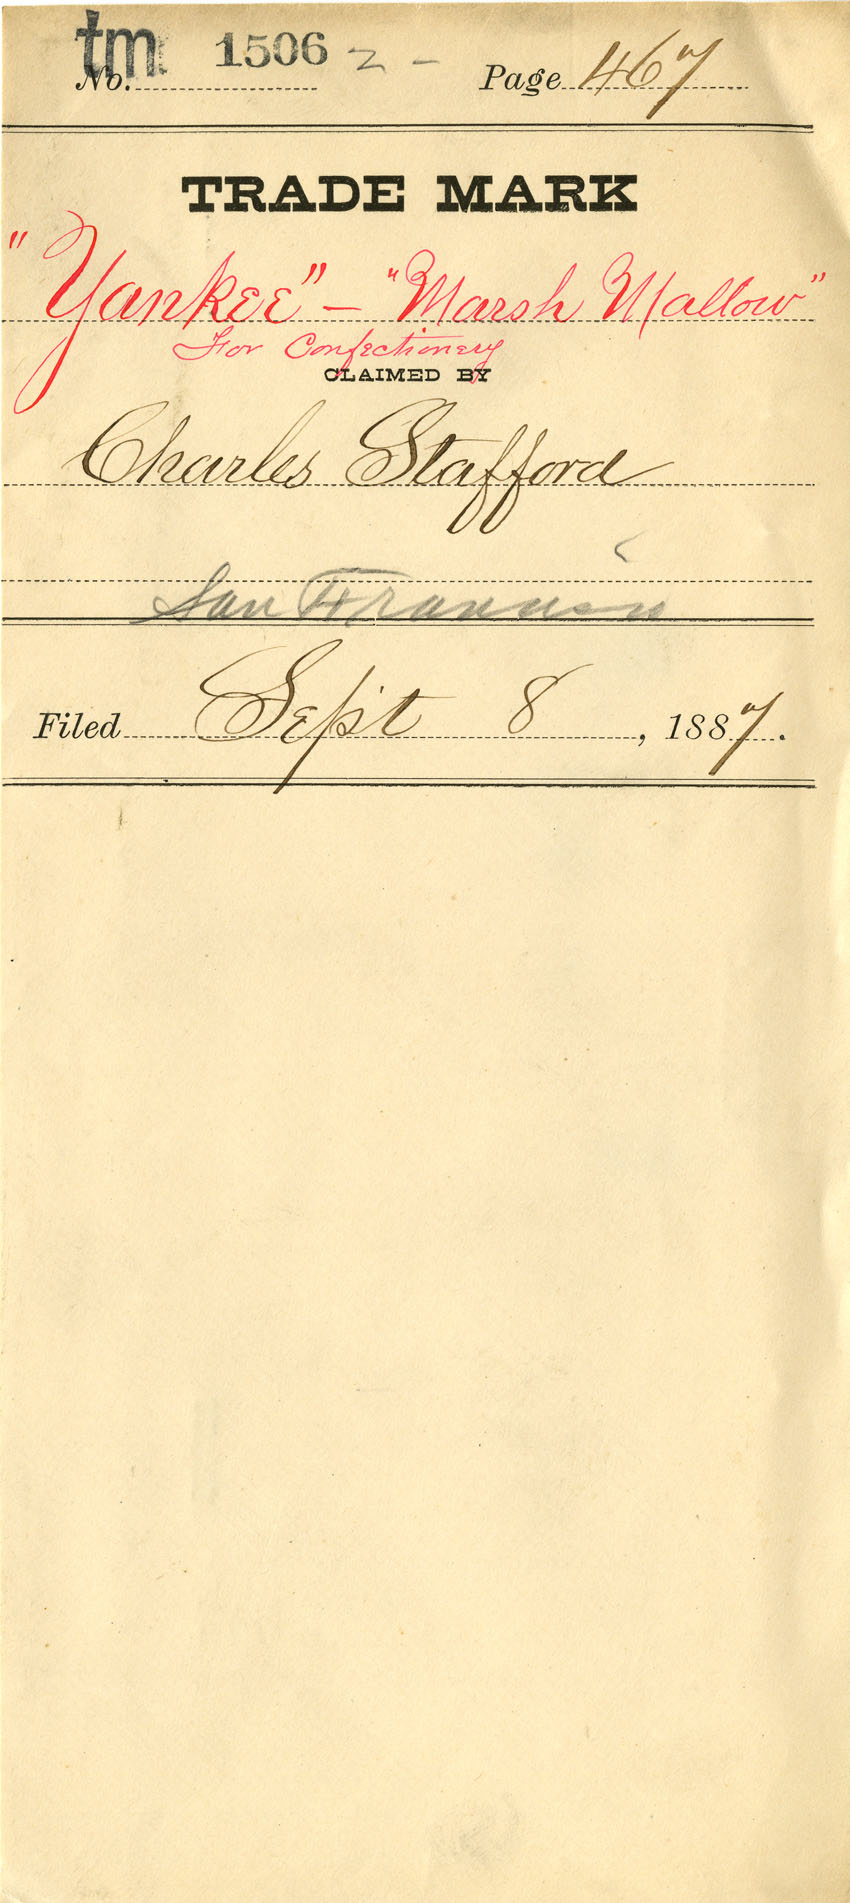 tm 1506 2 -
No. Page 467
TRADE MARK
"Yankee" - "Marsh Mallow"
For Confectionery
CLAIMED BY
Charles Stafford
San Francisco
Filed Sept 8, 1887.